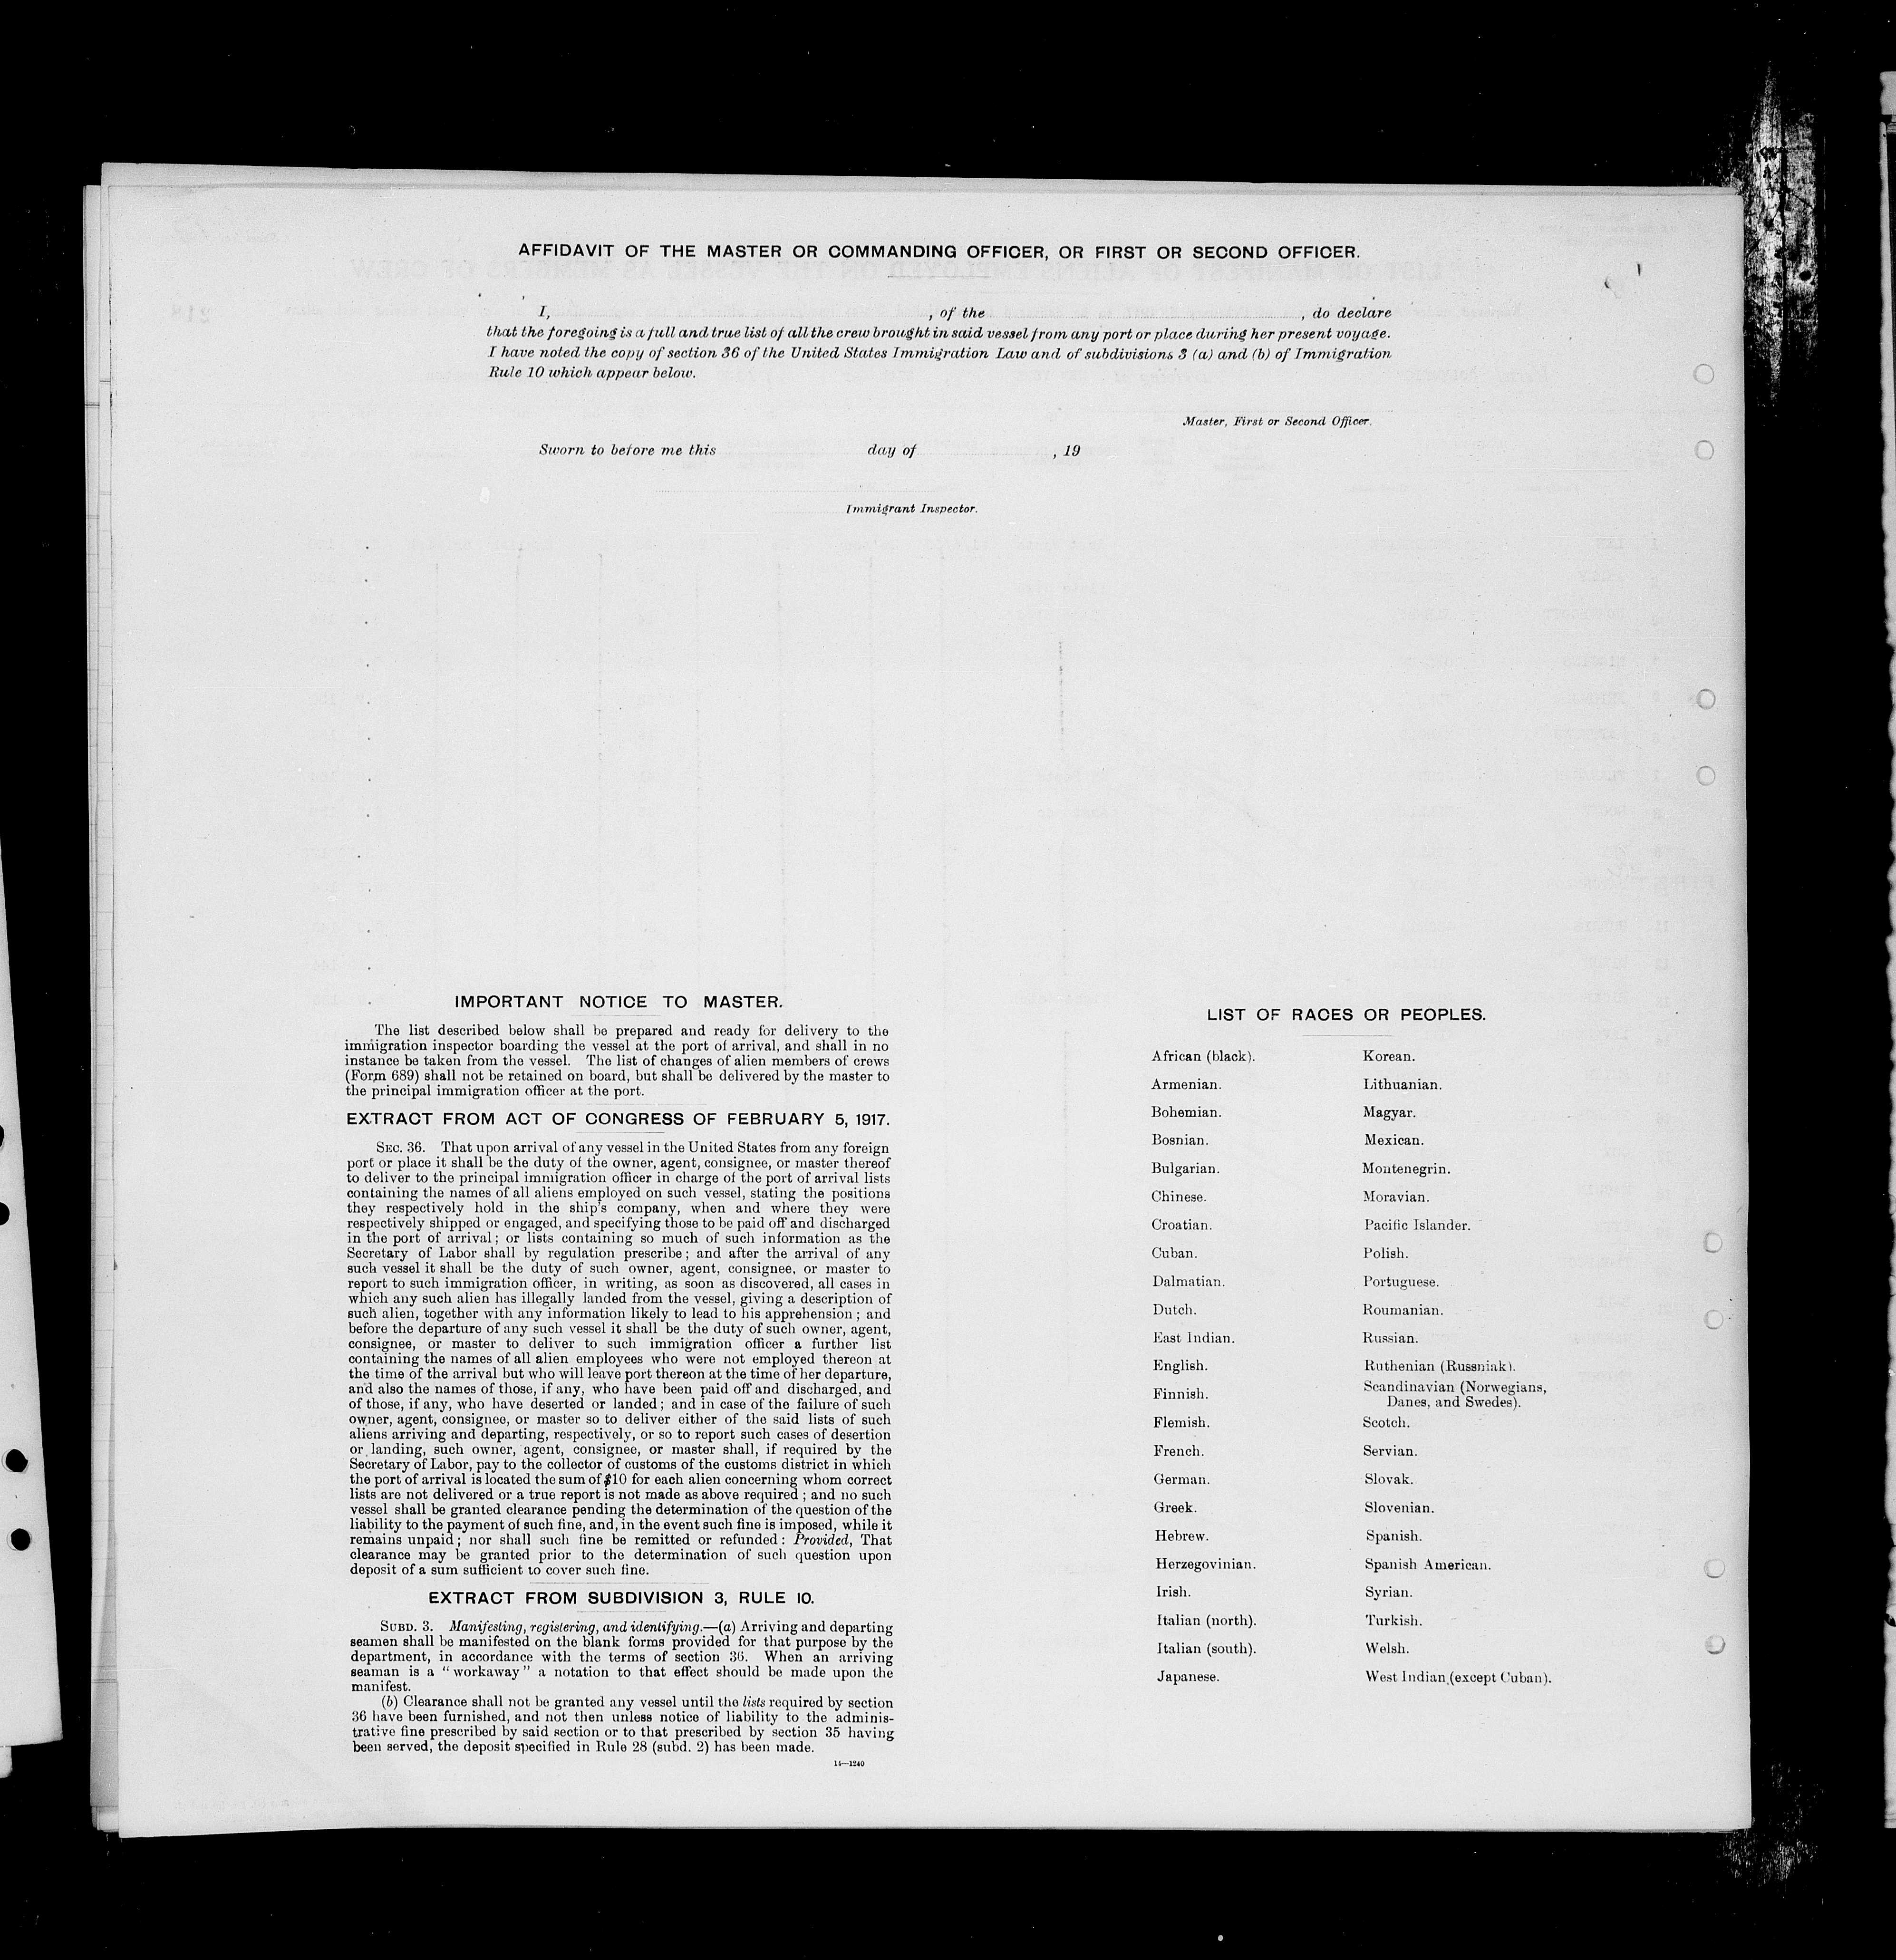 AFFIDAVIT OF THE MASTER OR COMMANDING OFFICER, OR FIRST OR SECOND OFFICER.
I, , of the , do declare
that the foregoing is a full and true list of all the crew brought in said vessel from any port or place during her present voyage.
I have noted the copy of section 36 of the United States Immigration Law and of subdivisions 3 (a) and (b) of Immigration
Rule 10 which appear below.
Master, First or Second Officer.
Sworn to before me this day of , 19
Immigrant Inspector.
IMPORTANT NOTICE TO MASTER.
The list described below shall be prepared and ready for delivery to the
immigration inspector boarding the vessel at the port of arrival, and shall in no
instance be taken from the vessel. The list of changes of alien members of crews
(Form 689) shall not be retained on board, but shall be delivered by the master to
the principal immigration officer at the port.
EXTRACT FROM ACT OF CONGRESS OF FEBRUARY 5, 1917.
SEC. 36. That upon arrival of any vessel in the United States from any foreign
port or place it shall be the duty of the owner, agent, consignee, or master thereof
to deliver to the principal immigration officer in charge of the port of arrival lists
containing the names of all aliens employed on such vessel, stating the positions
they respectively hold in the ship's company, when and where they were
respectively shipped or engaged, and specifying those to be paid off and discharged
in the port of arrival; or lists containing so much of such information as the
Secretary of Labor shall by regulation prescribe; and after the arrival of any
such vessel it shall be the duty of such owner, agent, consignee, or master to
report to such immigration officer, in writing, as soon as discovered, all cases in
which any such alien has illegally landed from the vessel, giving a description of
such alien, together with any information likely to lead to his apprehension; and
before the departure of any such vessel it shall be the duty of such owner, agent,
consignee, or master to deliver to such immigration officer a further list
containing the names of all alien employees who were not employed thereon at
the time of the arrival but who will leave port thereon at the time of her departure,
and also the names of those, if any, who have been paid off and discharged, and
of those, if any, who have deserted or landed; and in case of the failure of such
owner, agent, consignee, or master so to deliver either of the said lists of such
aliens arriving and departing, respectively, or so to report such cases of desertion
or landing, such owner, agent, consignee, or master shall, if required by the
Secretary of Labor, pay to the collector of customs of the customs district in which
the port of arrival is located the sum of $10 for each alien concerning whom correct
lists are not delivered or a true report is not made as above required; and no such
vessel shall be granted clearance pending the determination of the question of the
liability to the payment of such fine, and, in the event such fine is imposed, while it
remains unpaid; nor shall such fine be remitted or refunded: Provided, That
clearance may be granted prior to the determination of such question upon
deposit of a sum sufficient to cover such fine.
EXTRACT FROM SUBDIVISION 3, RULE 10.
SUBD. 3. Manifesting, registering, and identifying.—(a) Arriving and departing
seamen shall be manifested on the blank forms provided for that purpose by the
department, in accordance with the terms of section 36. When an arriving
seaman is a "workaway" a notation to that effect should be made upon the
manifest.
(b) Clearance shall not be granted any vessel until the lists required by section
36 have been furnished, and not then unless notice of liability to the adminis-
trative fine prescribed by said section or to that prescribed by section 35 having
been served, the deposit specified in Rule 28 (subd. 2) has been made.
14—1240
LIST OF RACES OR PEOPLES.
African (black).
Armenian.
Bohemian.
Bosnian.
Bulgarian.
Chinese.
Croatian.
Cuban.
Dalmatian.
Dutch.
East Indian.
English.
Finnish.
Flemish.
French.
German.
Greek.
Hebrew.
Herzegovinian.
Irish.
Italian (north).
Italian (south).
Japanese.
Korean.
Lithuanian.
Magyar.
Mexican.
Montenegrin.
Moravian.
Pacific Islander.
Polish.
Portuguese.
Roumanian.
Russian.
Ruthenian (Russniak).
Scandinavian (Norwegians,
Danes, and Swedes).
Scotch.
Servian.
Slovak.
Slovenian.
Spanish.
Spanish American.
Syrian.
Turkish.
Welsh.
West Indian (except Cuban).